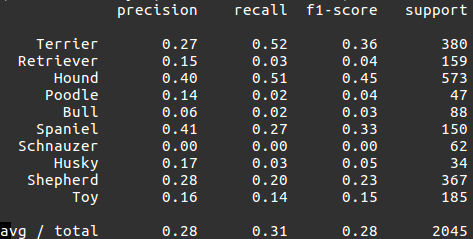 precision recall f1-score support
Terrier 0.27 0.52 0.36 380
Retriever 0.15 0.03 0.04 159
Hound 0.40 0.51 0.45 573
Poodle 0.14 0.02 0.04 47
Bull 0.06 0.02 0.03 88
Spaniel 0.41 0.27 0.33 150
Schnauzer 0.00 0.00 0.00 62
Husky 0.17 0.03 0.05 34
Shepherd 0.28 0.20 0.23 367
Toy 0.16 0.14 0.15 185
avg / total 0.28 0.31 0.28 2045